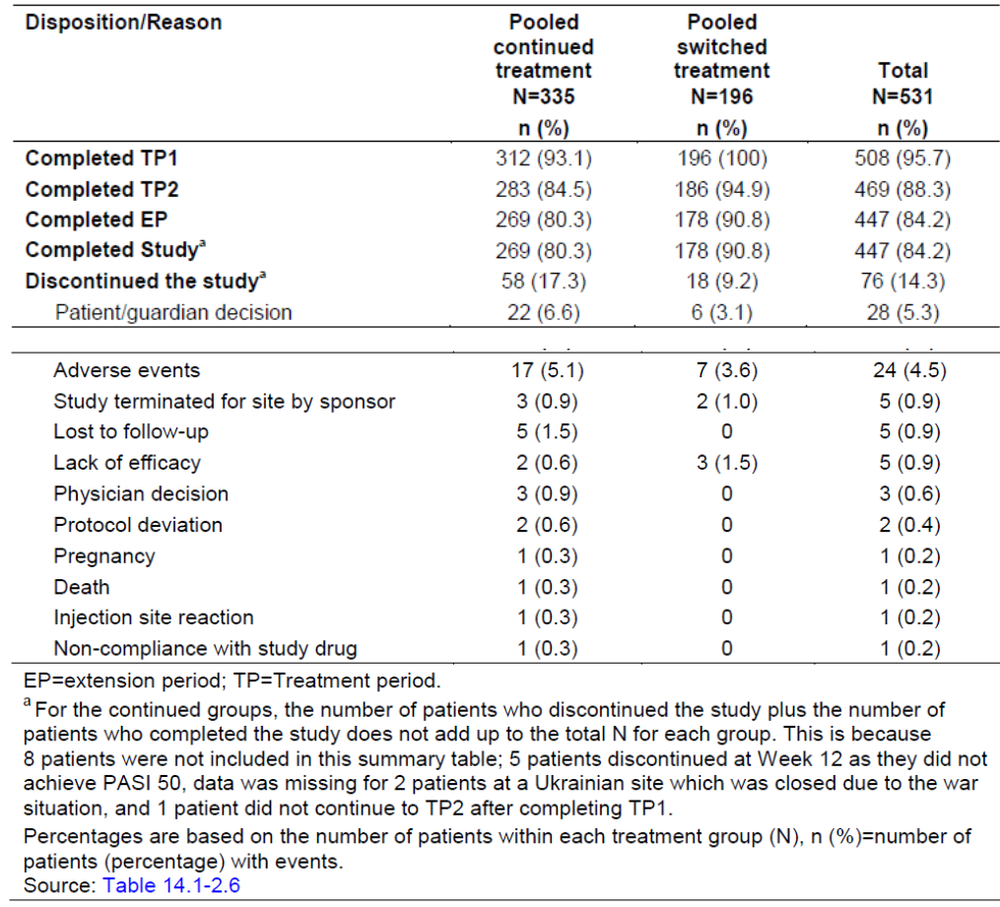 Disposition/Reason Pooled continued treatment N=335 n (%) Pooled switched treatment N=196 n (%) Total N=531 n (%)
Completed TP1 312 (93.1) 196 (100) 508 (95.7)
Completed TP2 283 (84.5) 186 (94.9) 469 (88.3)
Completed EP 269 (80.3) 178 (90.8) 447 (84.2)
Completed Studyᵃ 269 (80.3) 178 (90.8) 447 (84.2)
Discontinued the studyᵃ 58 (17.3) 18 (9.2) 76 (14.3)
Patient/guardian decision 22 (6.6) 6 (3.1) 28 (5.3)
Adverse events 17 (5.1) 7 (3.6) 24 (4.5)
Study terminated for site by sponsor 3 (0.9) 2 (1.0) 5 (0.9)
Lost to follow-up 5 (1.5) 0 5 (0.9)
Lack of efficacy 2 (0.6) 3 (1.5) 5 (0.9)
Physician decision 3 (0.9) 0 3 (0.6)
Protocol deviation 2 (0.6) 0 2 (0.4)
Pregnancy 1 (0.3) 0 1 (0.2)
Death 1 (0.3) 0 1 (0.2)
Injection site reaction 1 (0.3) 0 1 (0.2)
Non-compliance with study drug 1 (0.3) 0 1 (0.2)
EP=extension period; TP=Treatment period.
ᵃ For the continued groups, the number of patients who discontinued the study plus the number of
patients who completed the study does not add up to the total N for each group. This is because
8 patients were not included in this summary table; 5 patients discontinued at Week 12 as they did not
achieve PASI 50, data was missing for 2 patients at a Ukrainian site which was closed due to the war
situation, and 1 patient did not continue to TP2 after completing TP1.
Percentages are based on the number of patients within each treatment group (N), n (%)=number of
patients (percentage) with events.
Source: Table 14.1-2.6